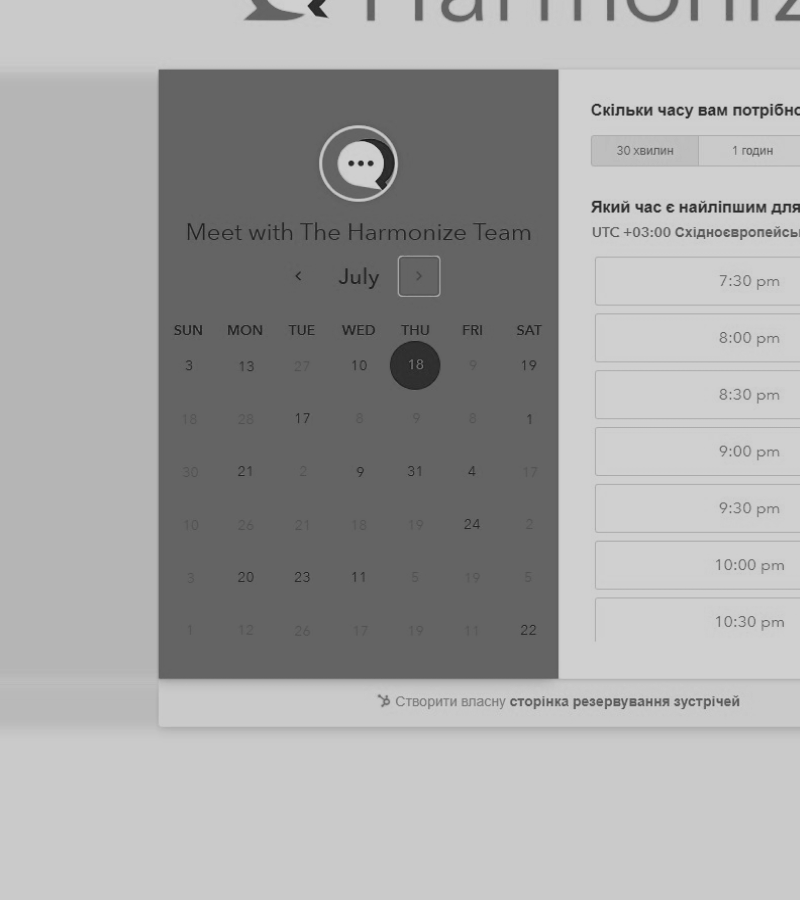 Harmoniz
Meet with The Harmonize Team
July
SUN MON TUE WED THU FRI SAT
3 13 27 10 18 9 19
18 28 17 8 9 8 1
30 21 2 9 31 4 17
10 26 21 18 19 24 2
3 20 23 11 5 19 5
1 12 26 17 19 11 22
Скільки часу вам потрібно
30 хвилин 1 годин
Який час є найліпшим для
UTC +03:00 Східноєвропейсь
7:30 pm
8:00 pm
8:30 pm
9:00 pm
9:30 pm
10:00 pm
10:30 pm
Створити власну сторінка резервування зустрічей